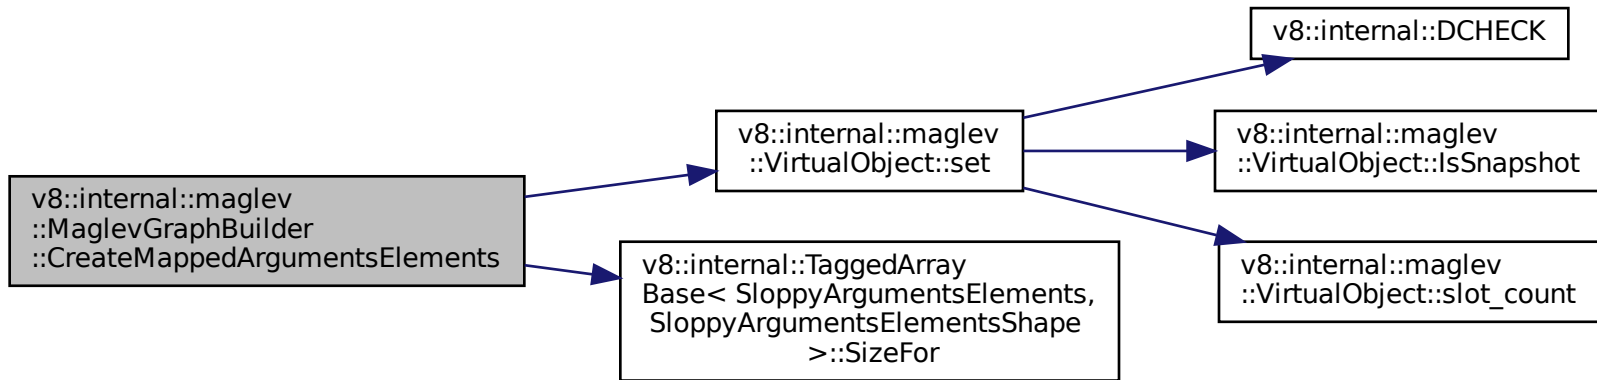 v8::internal::maglev
::MaglevGraphBuilder
::CreateMappedArgumentsElements
v8::internal::maglev
::VirtualObject::set
v8::internal::TaggedArray
Base< SloppyArgumentsElements,
SloppyArgumentsElementsShape
>::SizeFor
v8::internal::DCHECK
v8::internal::maglev
::VirtualObject::IsSnapshot
v8::internal::maglev
::VirtualObject::slot_count